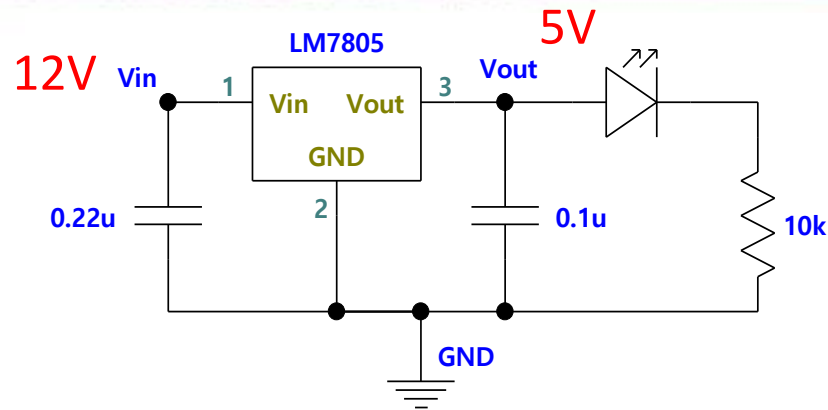 LM7805
5V
12V
Vin
1
Vin
Vout
3
Vout
GND
2
0.22u
0.1u
10k
GND